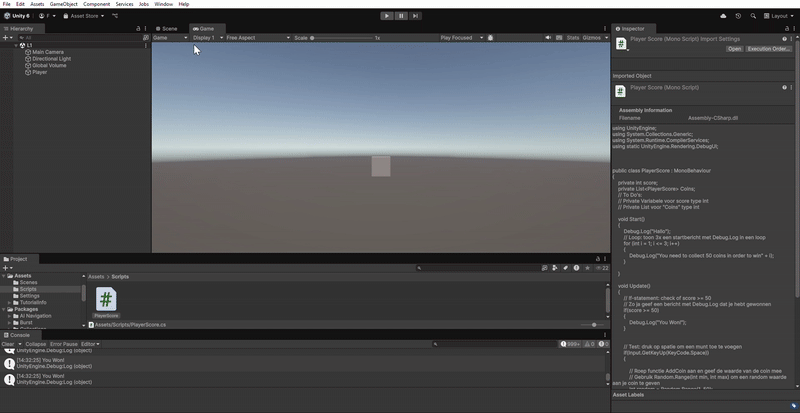 File Edit Assets GameObject Component Services Jobs Window Help
Unity 6 F Asset Store Layout
Hierarchy Scene Game Inspector
All Game Display 1 Free Aspect Scale 1x Play Focused Stats Gizmos
L1
Main Camera
Directional Light
Global Volume
Player
Player Score (Mono Script) Import Settings
Open Execution Order...
Imported Object
Player Score (Mono Script)
Assembly Information
Filename Assembly-CSharp.dll
using UnityEngine;
using System.Collections.Generic;
using System.Runtime.CompilerServices;
using static UnityEngine.Rendering.DebugUI;
public class PlayerScore : MonoBehaviour
{
private int score;
private List<PlayerScore> Coins;
// To Do's:
// Private Variabele voor score type int
// Private List voor "Coins" type int
void Start()
{
Debug.Log("Hallo");
// Loop: toon 3x een startbericht met Debug.Log in een loop
for (int i = 1; i <= 3; i++)
{
Debug.Log("You need to collect 50 coins in order to win" + i);
}
}
void Update()
{
// If-statement: check of score >= 50
// Zo ja geef een bericht met Debug.Log dat je hebt gewonnen
if(score >= 50)
{
Debug.Log("You Won!");
}
// Test: druk op spatie om een munt toe te voegen
if(Input.GetKeyUp(KeyCode.Space))
{
// Roep functie AddCoin aan en geef de waarde van de coin mee
// Gebruik Random.Range(int min, int max) om een random waarde
aan je coin te geven
Asset Labels
Project
22
Assets
Scenes
Scripts
Settings
TutorialInfo
Packages
AI Navigation
Burst
Assets > Scripts
PlayerScore
Assets/Scripts/PlayerScore.cs
Console
Clear Collapse Error Pause Editor 999+ 0 0
UnityEngine.Debug:Log (object)
[14:32:25] You Won!
UnityEngine.Debug:Log (object)
[14:32:25] You Won!
UnityEngine.Debug:Log (object)